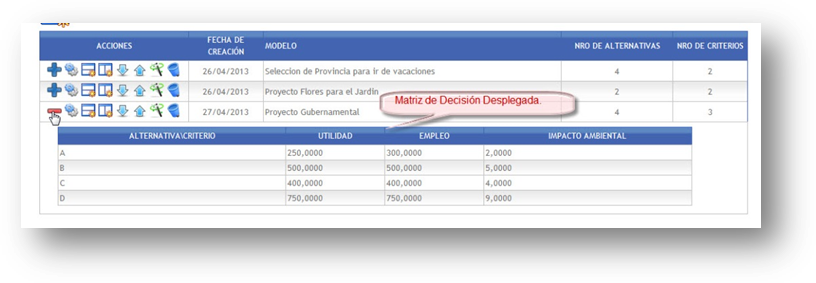 ACCIONES FECHA DE CREACIÓN MODELO NRO DE ALTERNATIVAS NRO DE CRITERIOS
26/04/2013 Seleccion de Provincia para ir de vacaciones 4 2
26/04/2013 Proyecto Flores para el Jardín 2 2
Matriz de Decisión Desplegada.
27/04/2013 Proyecto Gubernamental 4 3
ALTERNATIVA\CRITERIO UTILIDAD EMPLEO IMPACTO AMBIENTAL
A 250,0000 300,0000 2,0000
B 500,0000 500,0000 5,0000
C 400,0000 400,0000 4,0000
D 750,0000 750,0000 9,0000